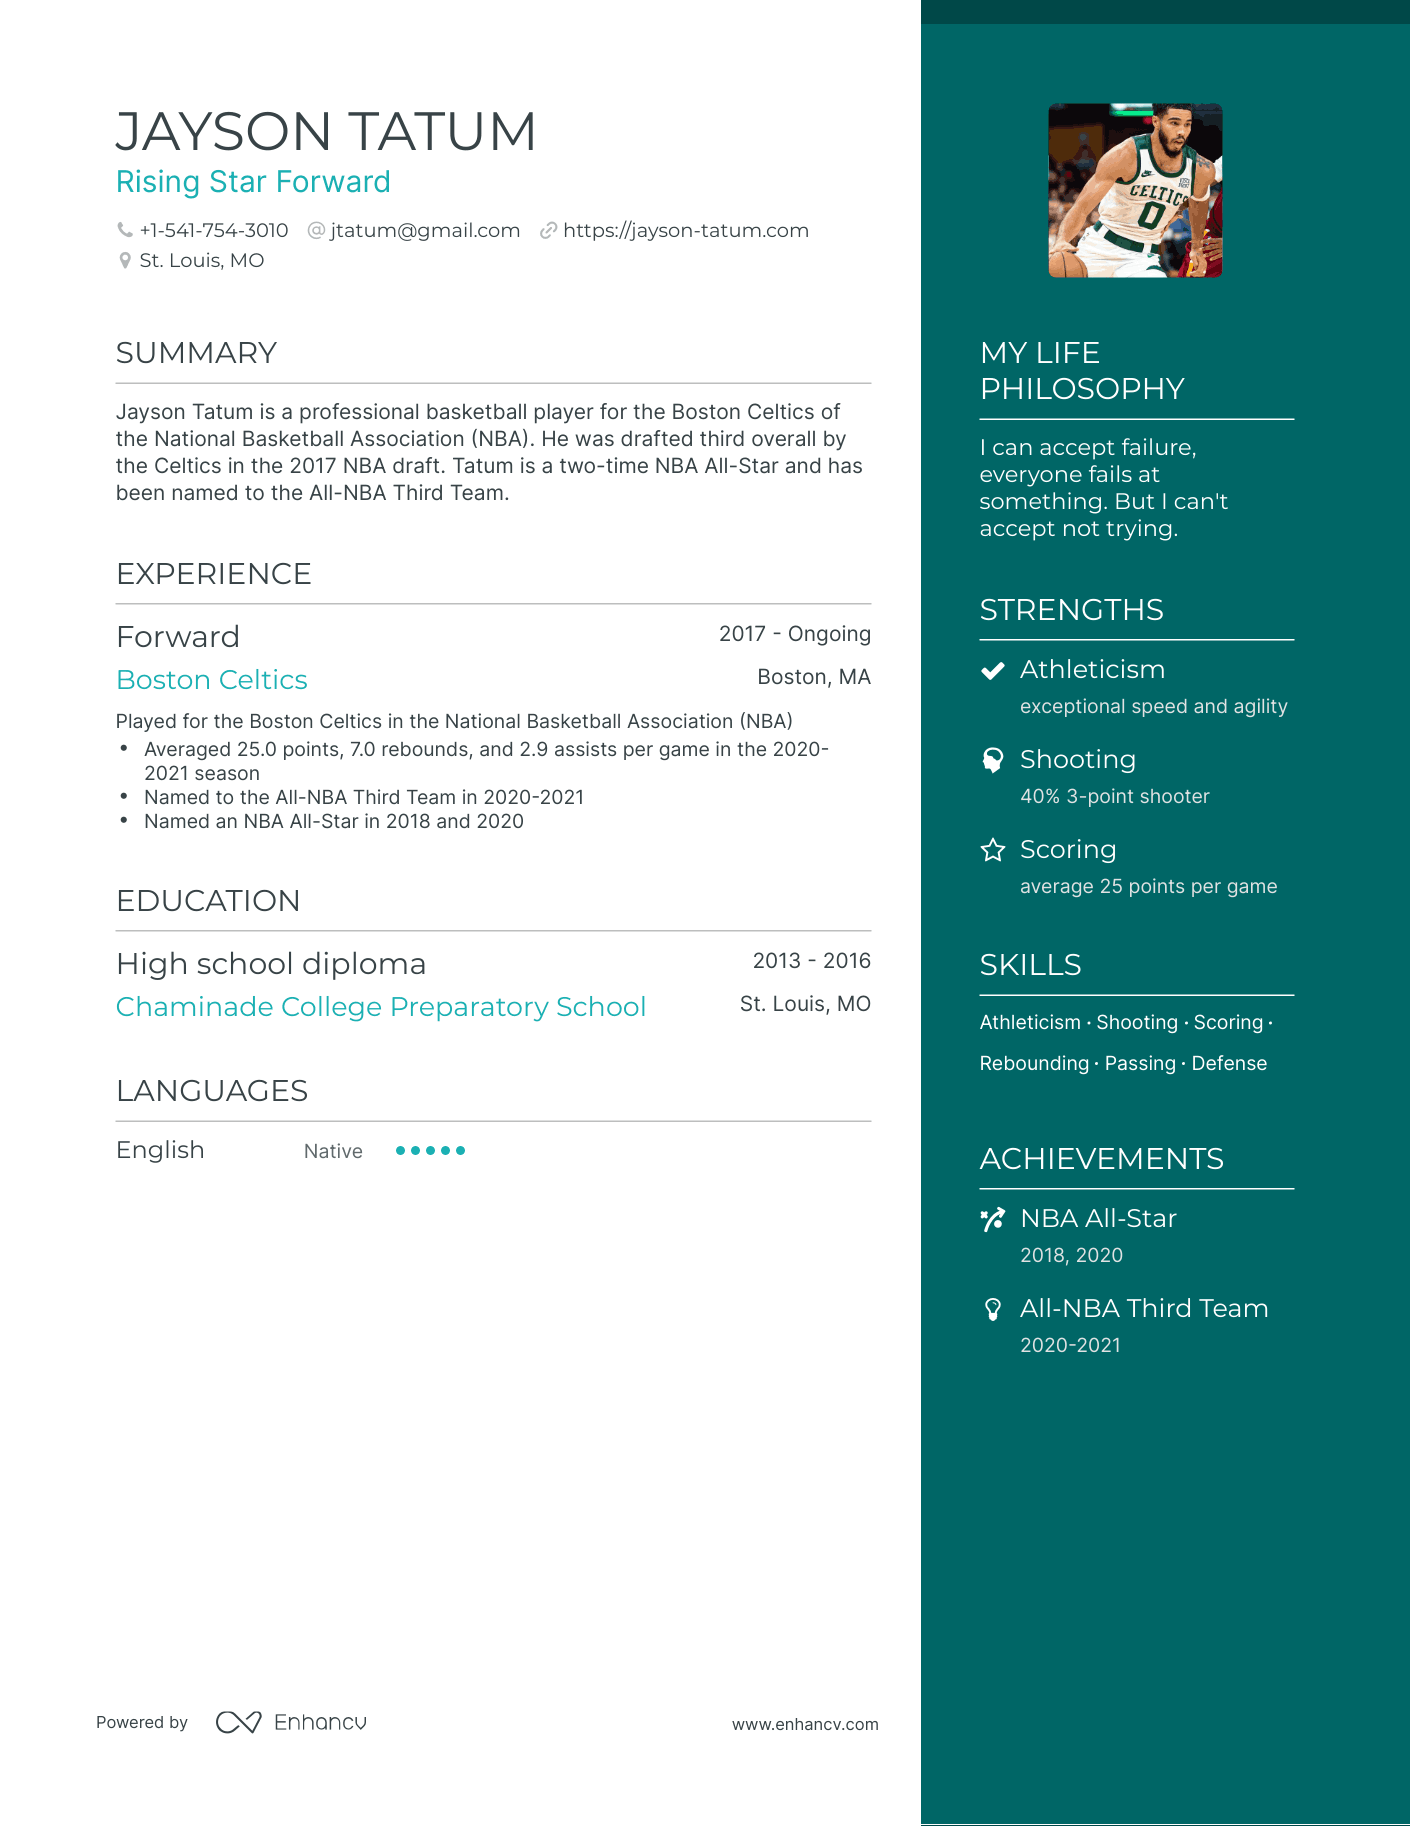 JAYSON TATUM
Rising Star Forward
+1-541-754-3010 jtatum@gmail.com https://jayson-tatum.com
St. Louis, MO
SUMMARY
Jayson Tatum is a professional basketball player for the Boston Celtics of
the National Basketball Association (NBA). He was drafted third overall by
the Celtics in the 2017 NBA draft. Tatum is a two-time NBA All-Star and has
been named to the All-NBA Third Team.
EXPERIENCE
Forward 2017 - Ongoing
Boston Celtics Boston, MA
Played for the Boston Celtics in the National Basketball Association (NBA)
• Averaged 25.0 points, 7.0 rebounds, and 2.9 assists per game in the 2020-
2021 season
• Named to the All-NBA Third Team in 2020-2021
• Named an NBA All-Star in 2018 and 2020
EDUCATION
High school diploma 2013 - 2016
Chaminade College Preparatory School St. Louis, MO
LANGUAGES
English Native
Powered by Enhancv www.enhancv.com
CELTICS
0
MY LIFE
PHILOSOPHY
I can accept failure,
everyone fails at
something. But I can't
accept not trying.
STRENGTHS
Athleticism
exceptional speed and agility
Shooting
40% 3-point shooter
Scoring
average 25 points per game
SKILLS
Athleticism · Shooting · Scoring ·
Rebounding · Passing · Defense
ACHIEVEMENTS
NBA All-Star
2018, 2020
All-NBA Third Team
2020-2021